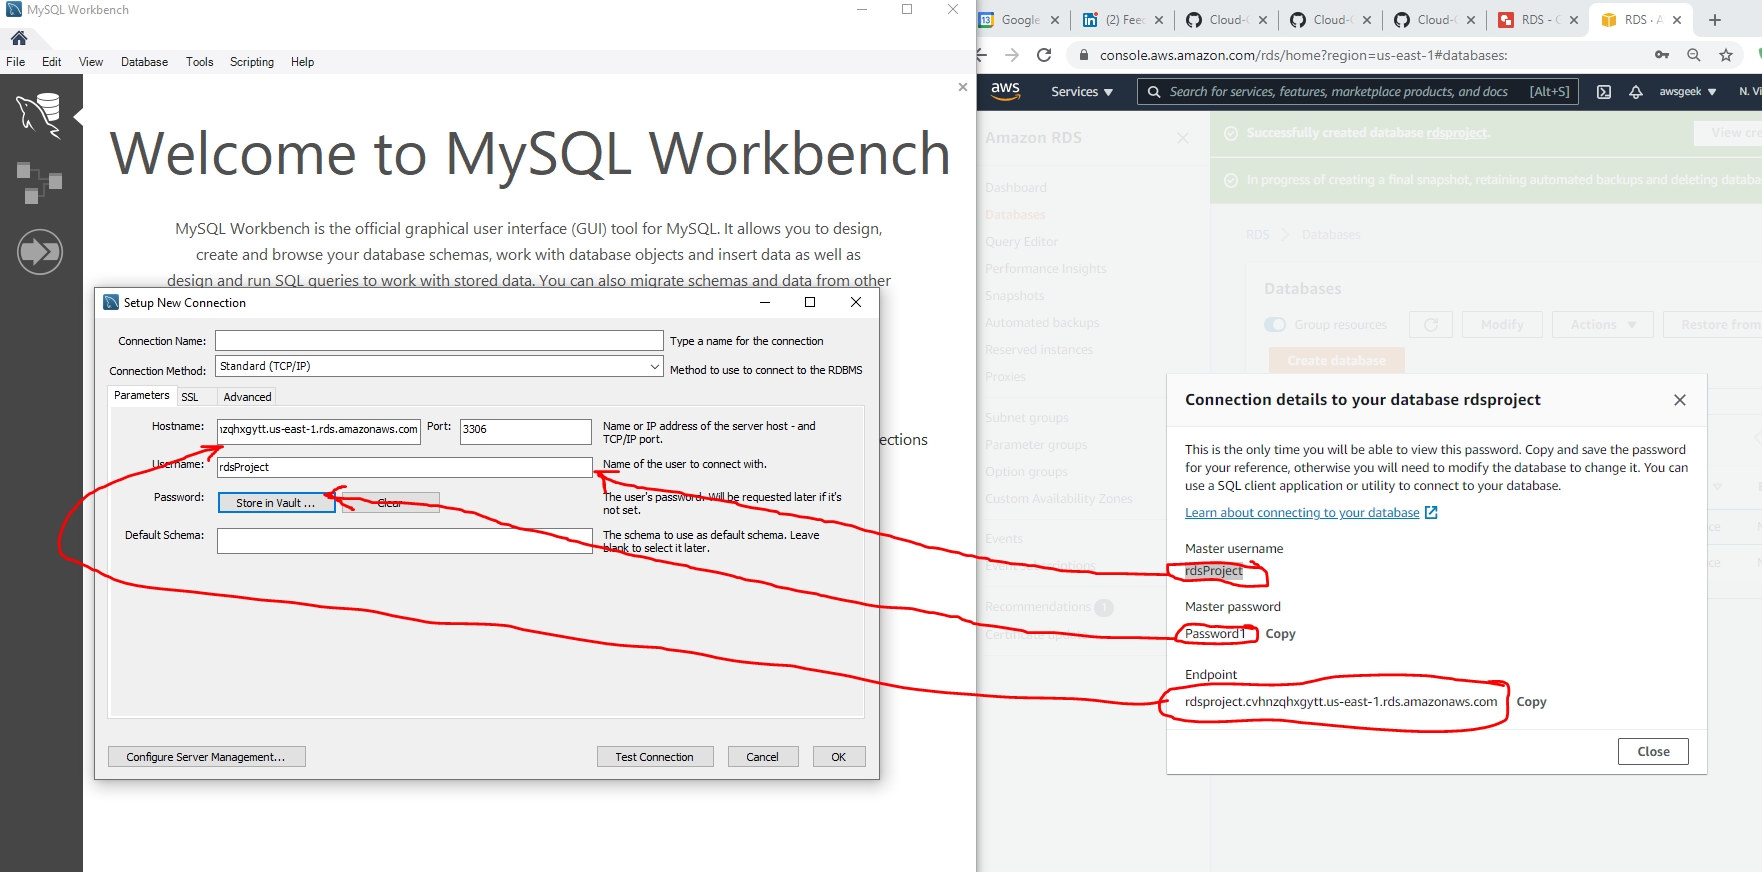 MySQL Workbench
File Edit View Database Tools Scripting Help
Welcome to MySQL Workbench
MySQL Workbench is the official graphical user interface (GUI) tool for MySQL. It allows you to design,
create and browse your database schemas, work with database objects and insert data as well as
design and run SQL queries to work with stored data. You can also migrate schemas and data from other
Setup New Connection
Connection Name: Type a name for the connection
Connection Method: Standard (TCP/IP) Method to use to connect to the RDBMS
Parameters SSL Advanced
Hostname: nzqhxgytt.us-east-1.rds.amazonaws.com Port: 3306 Name or IP address of the server host - and
TCP/IP port.
Username: rdsProject Name of the user to connect with.
Password: Store in Vault ... Clear The user's password. Will be requested later if it's
not set.
Default Schema: The schema to use as default schema. Leave
blank to select it later.
Configure Server Management... Test Connection Cancel OK
Google (2) Feed Cloud-C Cloud-C Cloud-C RDS - G RDS · A
console.aws.amazon.com/rds/home?region=us-east-1#databases:
aws Services Search for services, features, marketplace products, and docs [Alt+S] awsgeek N. Vi
Amazon RDS
Dashboard
Databases
Query Editor
Performance Insights
Snapshots
Automated backups
Reserved instances
Proxies
Subnet groups
Parameter groups
Option groups
Custom Availability Zones
Events
Recommendations 1
Successfully created database rdsproject. View cre
In progress of creating a final snapshot, retaining automated backups and deleting databa
RDS > Databases
Databases
Group resources Modify Actions Restore from
Create database
Connection details to your database rdsproject
This is the only time you will be able to view this password. Copy and save the password
for your reference, otherwise you will need to modify the database to change it. You can
use a SQL client application or utility to connect to your database.
Learn about connecting to your database
Master username
rdsProject
Master password
Password1 Copy
Endpoint
rdsproject.cvhnzqhxgytt.us-east-1.rds.amazonaws.com Copy
Close